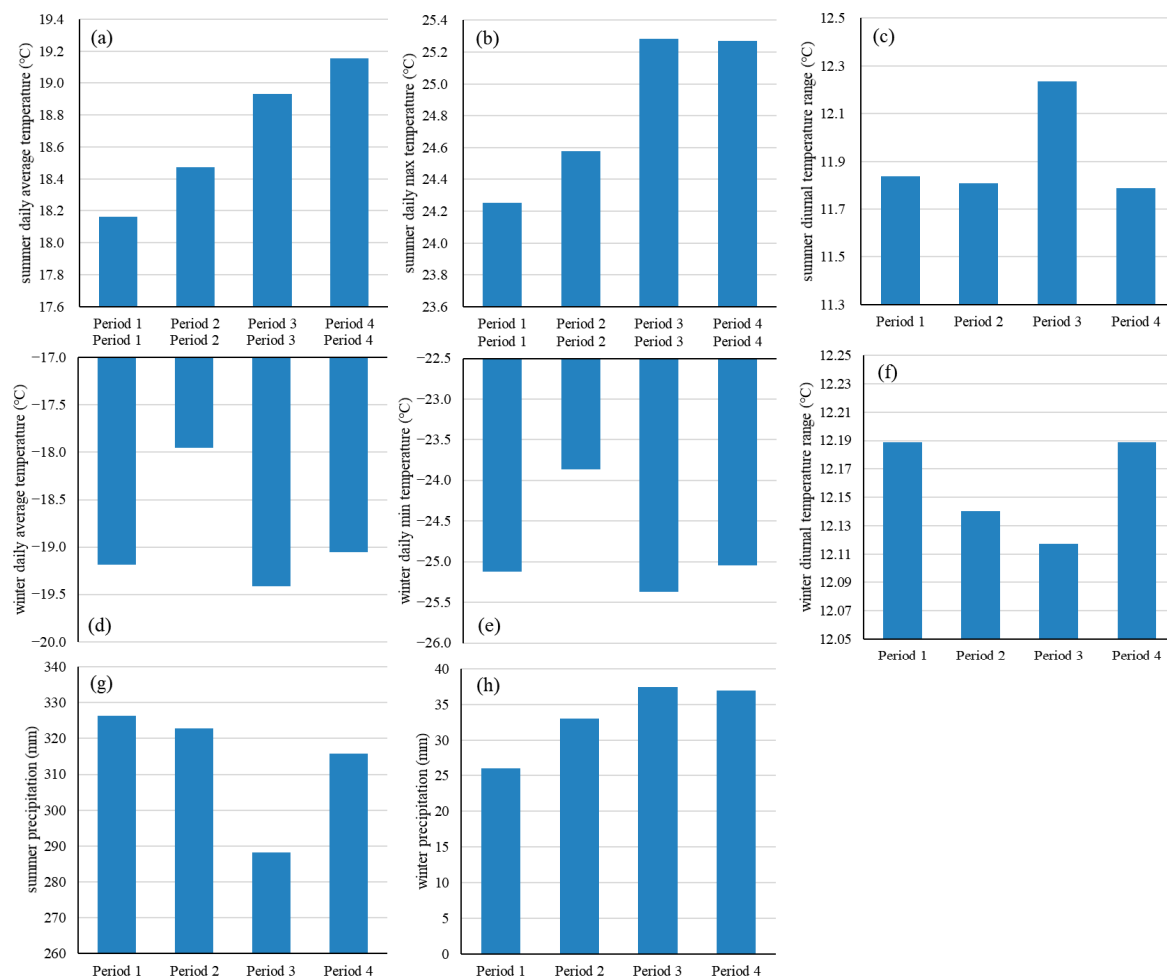 (a)
summer daily average temperature (°C)
19.4
19.2
19.0
18.8
18.6
18.4
18.2
18.0
17.8
17.6
Period 1 Period 2 Period 3 Period 4
(b)
summer daily max temperature (°C)
25.4
25.2
25.0
24.8
24.6
24.4
24.2
24.0
23.8
23.6
Period 1 Period 2 Period 3 Period 4
(c)
summer diurnal temperature range (°C)
12.5
12.3
12.1
11.9
11.7
11.5
11.3
Period 1 Period 2 Period 3 Period 4
Period 1 Period 2 Period 3 Period 4
winter daily average temperature (°C)
−17.0
−17.5
−18.0
−18.5
−19.0
−19.5
−20.0
(d)
Period 1 Period 2 Period 3 Period 4
winter daily min temperature (°C)
−22.5
−23.0
−23.5
−24.0
−24.5
−25.0
−25.5
−26.0
(e)
(f)
winter diurnal temperature range (°C)
12.25
12.23
12.21
12.19
12.17
12.15
12.13
12.11
12.09
12.07
12.05
Period 1 Period 2 Period 3 Period 4
(g)
summer precipitation (mm)
340
330
320
310
300
290
280
270
260
Period 1 Period 2 Period 3 Period 4
(h)
winter precipitation (mm)
40
35
30
25
20
15
10
5
0
Period 1 Period 2 Period 3 Period 4